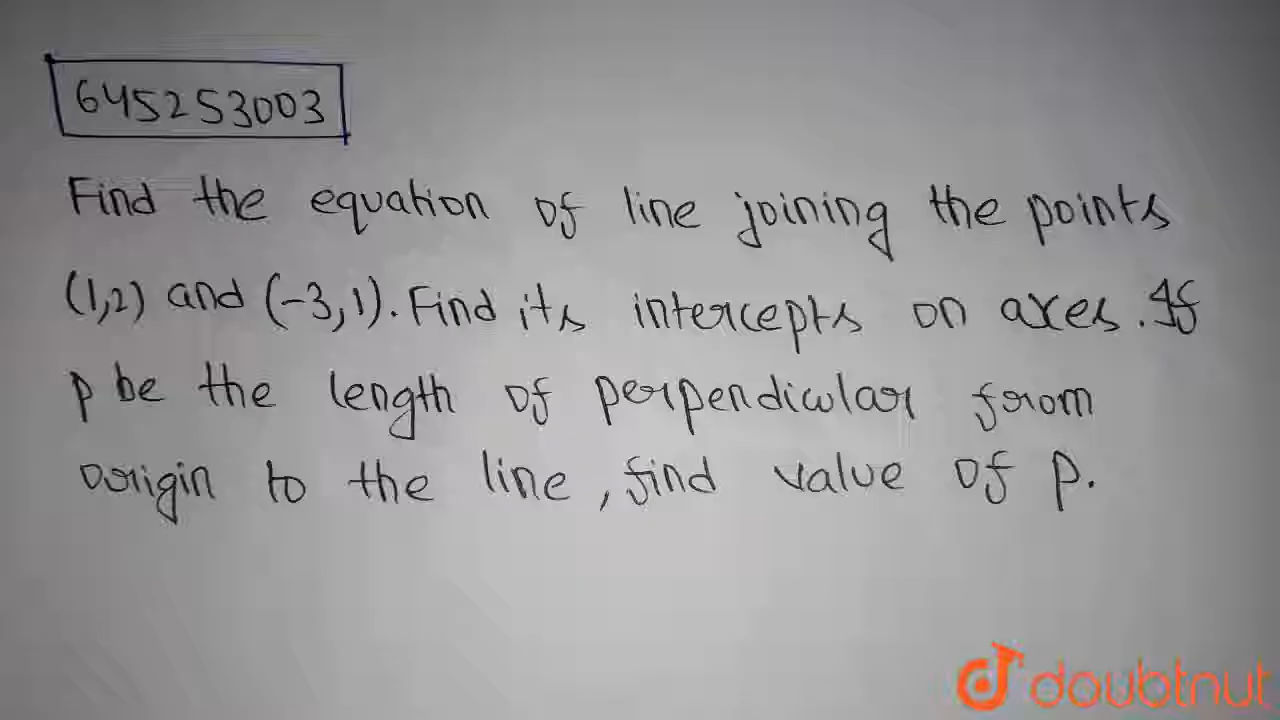 645253003
Find the equation of line joining the points
(1,2) and (-3,1). Find its intercepts on axes. If
p be the length of perpendicular from
origin to the line, find value of p.
doubtnut